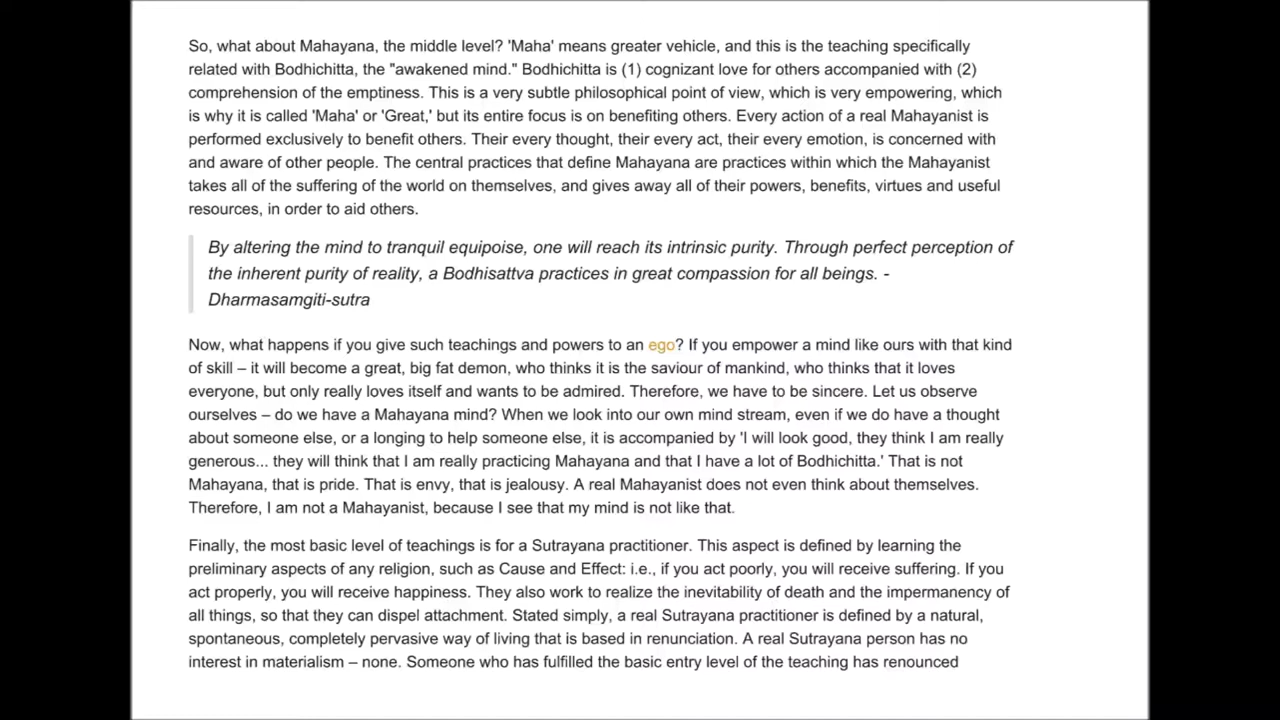 So, what about Mahayana, the middle level? 'Maha' means greater vehicle, and this is the teaching specifically
related with Bodhichitta, the "awakened mind." Bodhichitta is (1) cognizant love for others accompanied with (2)
comprehension of the emptiness. This is a very subtle philosophical point of view, which is very empowering, which
is why it is called 'Maha' or 'Great,' but its entire focus is on benefiting others. Every action of a real Mahayanist is
performed exclusively to benefit others. Their every thought, their every act, their every emotion, is concerned with
and aware of other people. The central practices that define Mahayana are practices within which the Mahayanist
takes all of the suffering of the world on themselves, and gives away all of their powers, benefits, virtues and useful
resources, in order to aid others.
By altering the mind to tranquil equipoise, one will reach its intrinsic purity. Through perfect perception of
the inherent purity of reality, a Bodhisattva practices in great compassion for all beings. -
Dharmasamgiti-sutra
Now, what happens if you give such teachings and powers to an ego? If you empower a mind like ours with that kind
of skill – it will become a great, big fat demon, who thinks it is the saviour of mankind, who thinks that it loves
everyone, but only really loves itself and wants to be admired. Therefore, we have to be sincere. Let us observe
ourselves – do we have a Mahayana mind? When we look into our own mind stream, even if we do have a thought
about someone else, or a longing to help someone else, it is accompanied by 'I will look good, they think I am really
generous... they will think that I am really practicing Mahayana and that I have a lot of Bodhichitta.' That is not
Mahayana, that is pride. That is envy, that is jealousy. A real Mahayanist does not even think about themselves.
Therefore, I am not a Mahayanist, because I see that my mind is not like that.
Finally, the most basic level of teachings is for a Sutrayana practitioner. This aspect is defined by learning the
preliminary aspects of any religion, such as Cause and Effect: i.e., if you act poorly, you will receive suffering. If you
act properly, you will receive happiness. They also work to realize the inevitability of death and the impermanency of
all things, so that they can dispel attachment. Stated simply, a real Sutrayana practitioner is defined by a natural,
spontaneous, completely pervasive way of living that is based in renunciation. A real Sutrayana person has no
interest in materialism – none. Someone who has fulfilled the basic entry level of the teaching has renounced